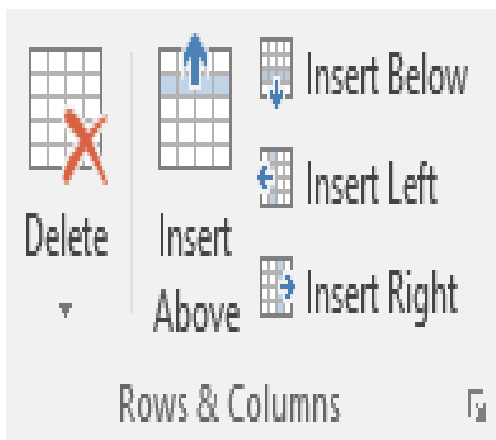 Delete
Insert
Above
Insert Below
Insert Left
Insert Right
Rows & Columns